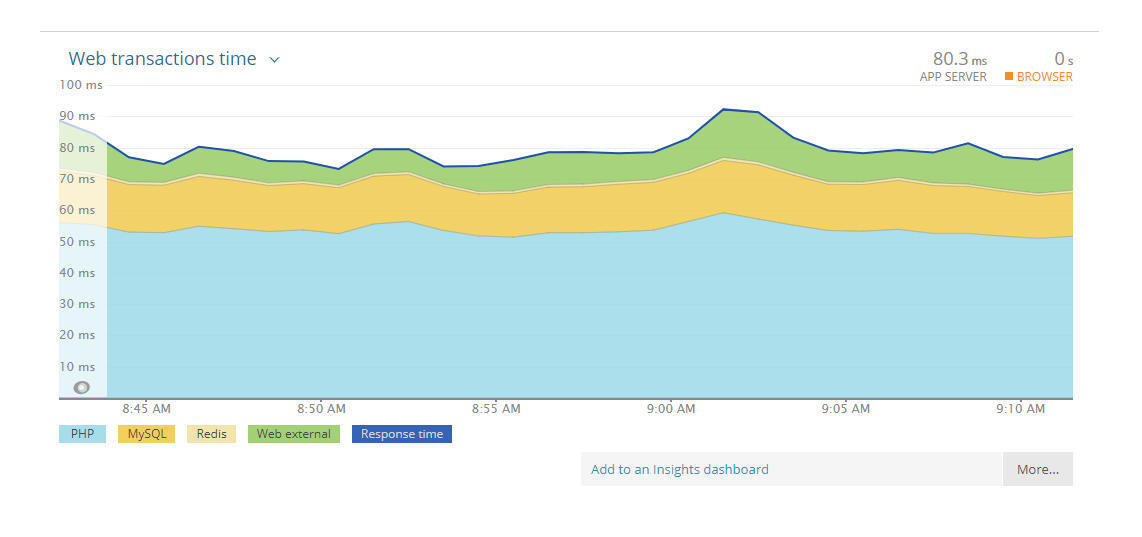 Web transactions time
80.3 ms 0 s
APP SERVER BROWSER
100 ms
90 ms
80 ms
70 ms
60 ms
50 ms
40 ms
30 ms
20 ms
10 ms
8:45 AM 8:50 AM 8:55 AM 9:00 AM 9:05 AM 9:10 AM
PHP MySQL Redis Web external Response time
Add to an Insights dashboard More...